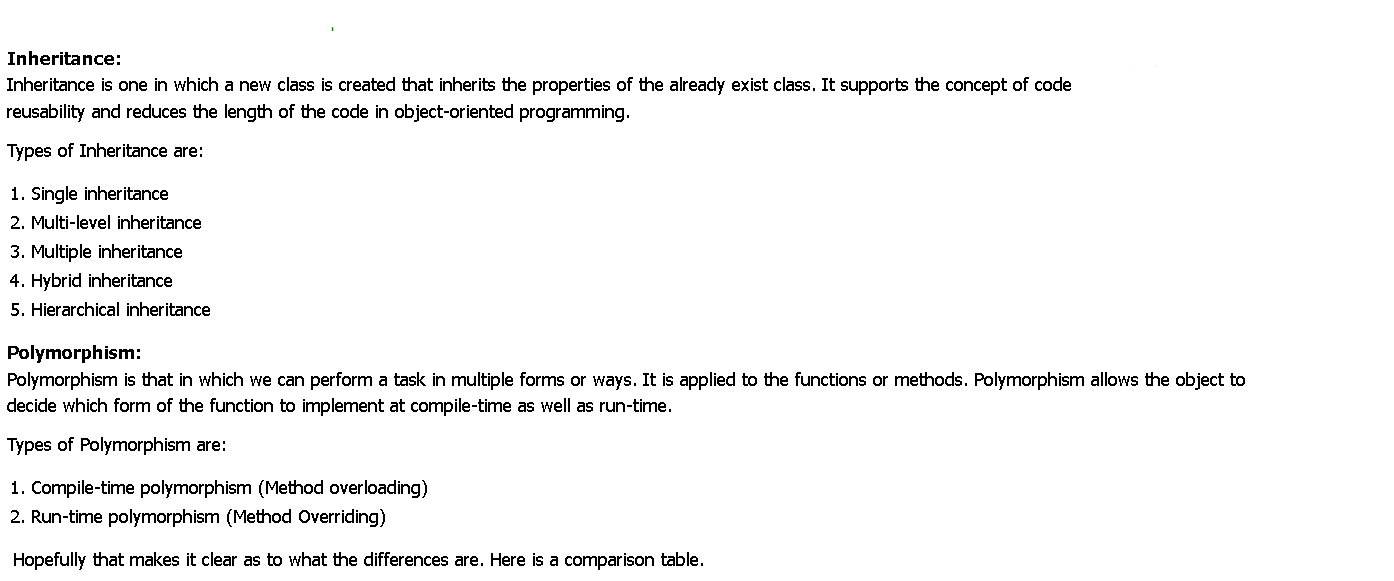 Inheritance:
Inheritance is one in which a new class is created that inherits the properties of the already exist class. It supports the concept of code
reusability and reduces the length of the code in object-oriented programming.
Types of Inheritance are:
1. Single inheritance
2. Multi-level inheritance
3. Multiple inheritance
4. Hybrid inheritance
5. Hierarchical inheritance
Polymorphism:
Polymorphism is that in which we can perform a task in multiple forms or ways. It is applied to the functions or methods. Polymorphism allows the object to
decide which form of the function to implement at compile-time as well as run-time.
Types of Polymorphism are:
1. Compile-time polymorphism (Method overloading)
2. Run-time polymorphism (Method Overriding)
Hopefully that makes it clear as to what the differences are. Here is a comparison table.